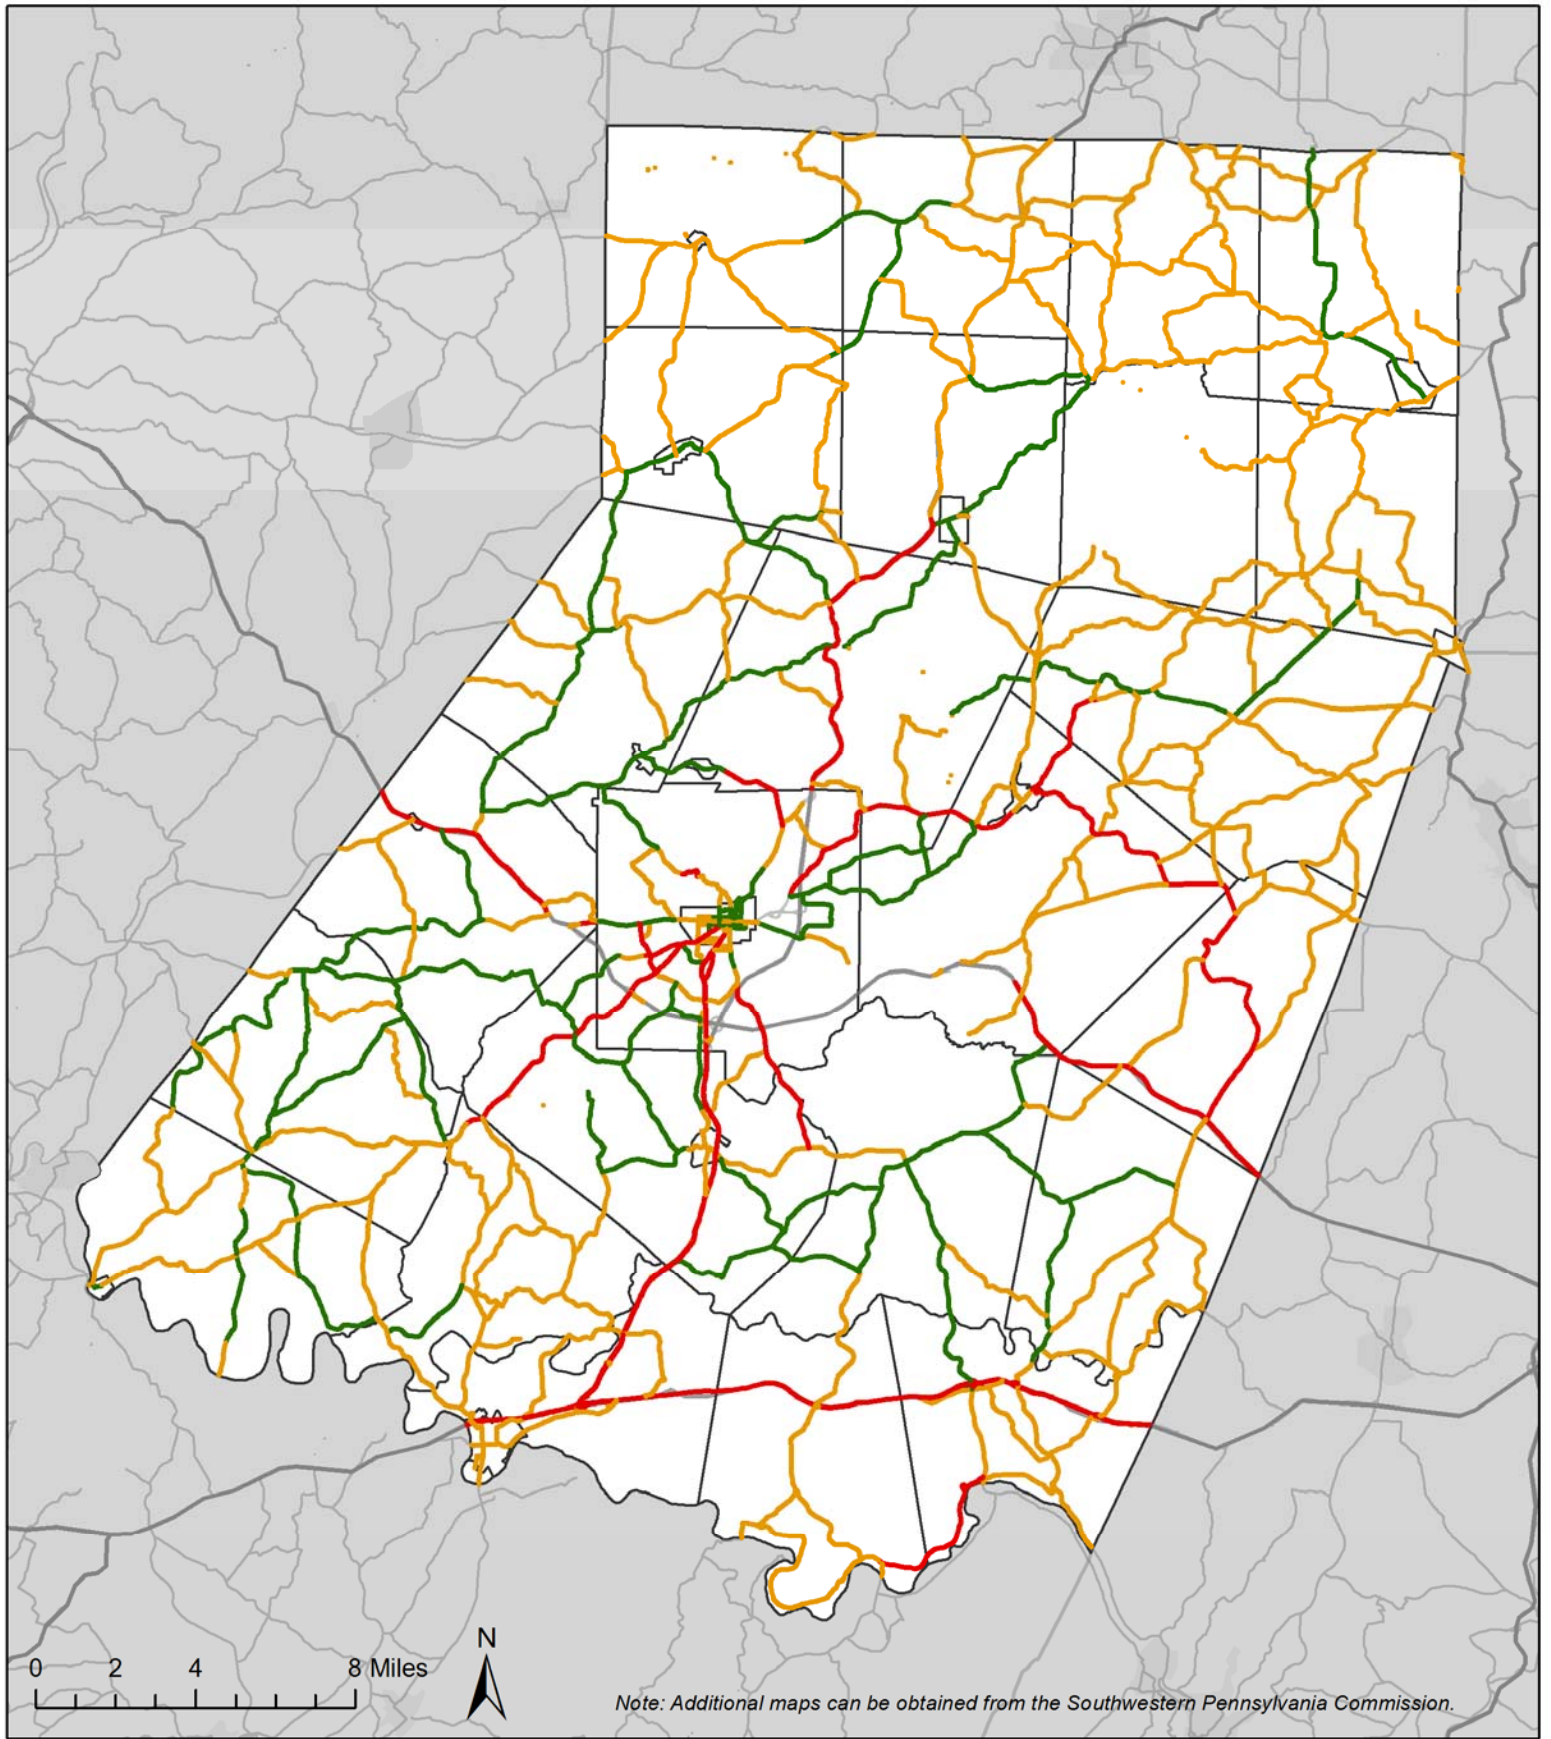 N
0 2 4 8 Miles
Note: Additional maps can be obtained from the Southwestern Pennsylvania Commission.